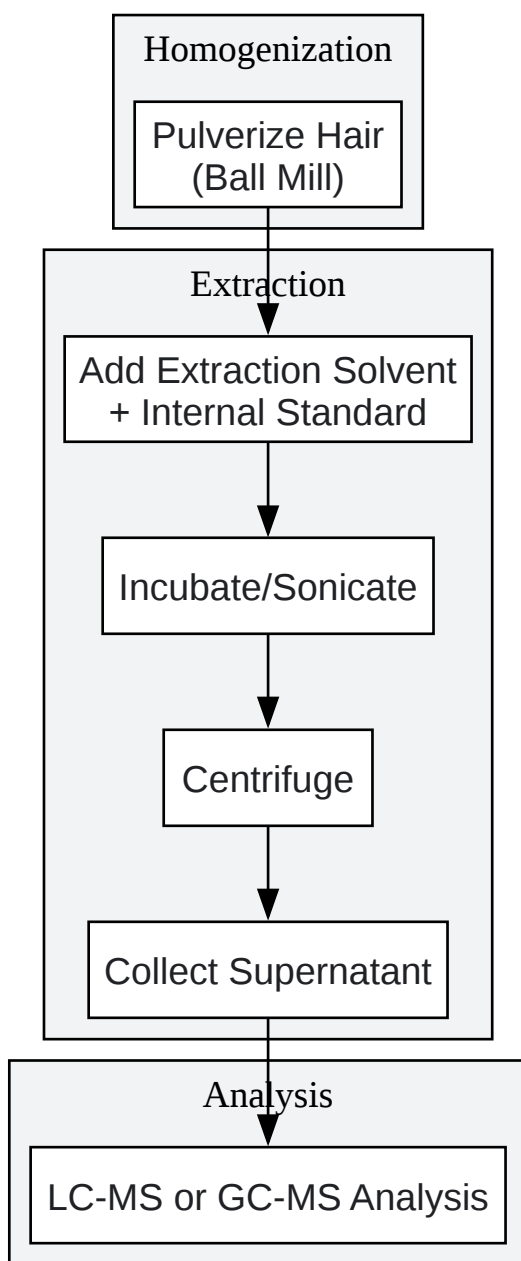 Homogenization
Pulverize Hair
(Ball Mill)
Extraction
Add Extraction Solvent
+ Internal Standard
Incubate/Sonicate
Centrifuge
Collect Supernatant
Analysis
LC-MS or GC-MS Analysis